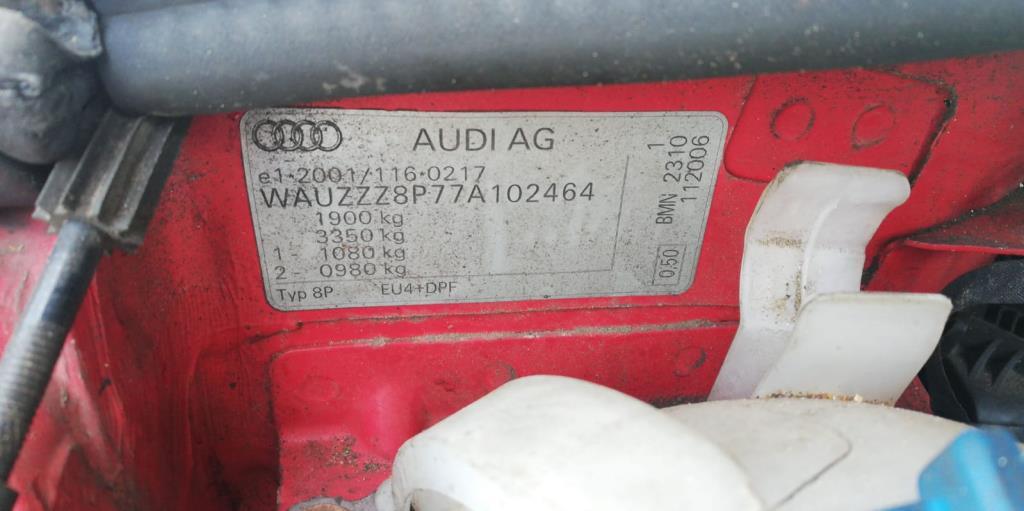 AUDI AG
e1*2001/116*0217
WAUZZZ8P77A102464
1900 kg
3350 kg
1 - 1080 kg
2 - 0980 kg
Typ 8P EU4+DPF
0,50 BMN 2310 1
112006